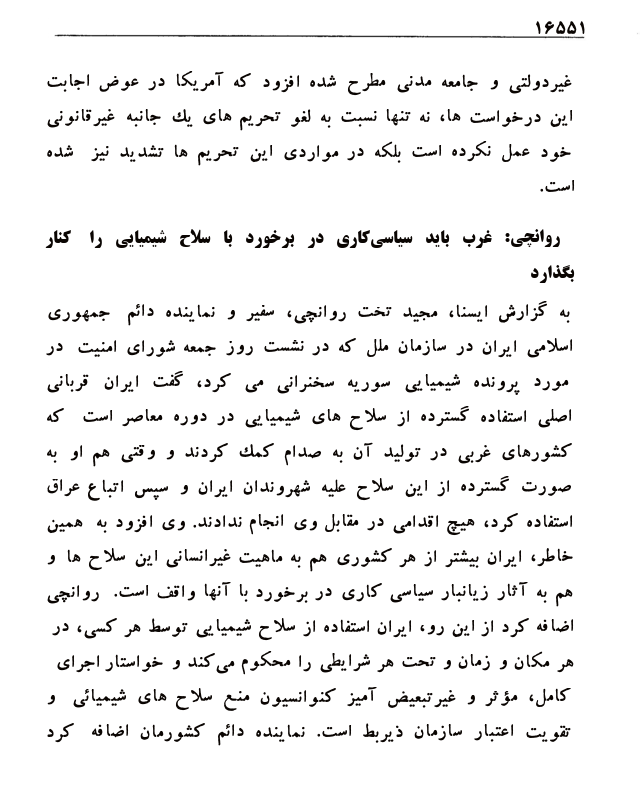 ۱۶۵۵۱
غیردولتی و جامعه مدنی مطرح شده افزود که آمریکا در عوض اجابت
این درخواست ها، نه تنها نسبت به لغو تحریم های یك جانبه غیرقانونی
خود عمل نکرده است بلکه در مواردی این تحریم ها تشدید نیز شده
است.
روانچی: غرب باید سیاسی‌کاری در برخورد با سلاح شیمیایی را کنار
بگذارد
به گزارش ایسنا، مجید تخت روانچی، سفیر و نماینده دائم جمهوری
اسلامی ایران در سازمان ملل که در نشست روز جمعه شورای امنیت در
مورد پرونده شیمیایی سوریه سخنرانی می کرد، گفت ایران قربانی
اصلی استفاده گسترده از سلاح های شیمیایی در دوره معاصر است که
کشورهای غربی در تولید آن به صدام کمك کردند و وقتی هم او به
صورت گسترده از این سلاح علیه شهروندان ایران و سپس اتباع عراق
استفاده کرد، هیچ اقدامی در مقابل وی انجام ندادند. وی افزود به همین
خاطر، ایران بیشتر از هر کشوری هم به ماهیت غیرانسانی این سلاح ها و
هم به آثار زیانبار سیاسی کاری در برخورد با آنها واقف است. روانچی
اضافه کرد از این رو، ایران استفاده از سلاح شیمیایی توسط هر کسی، در
هر مکان و زمان و تحت هر شرایطی را محکوم می‌کند و خواستار اجرای
کامل، مؤثر و غیرتبعیض آمیز کنوانسیون منع سلاح های شیمیائی و
تقویت اعتبار سازمان ذیربط است. نماینده دائم کشورمان اضافه کرد